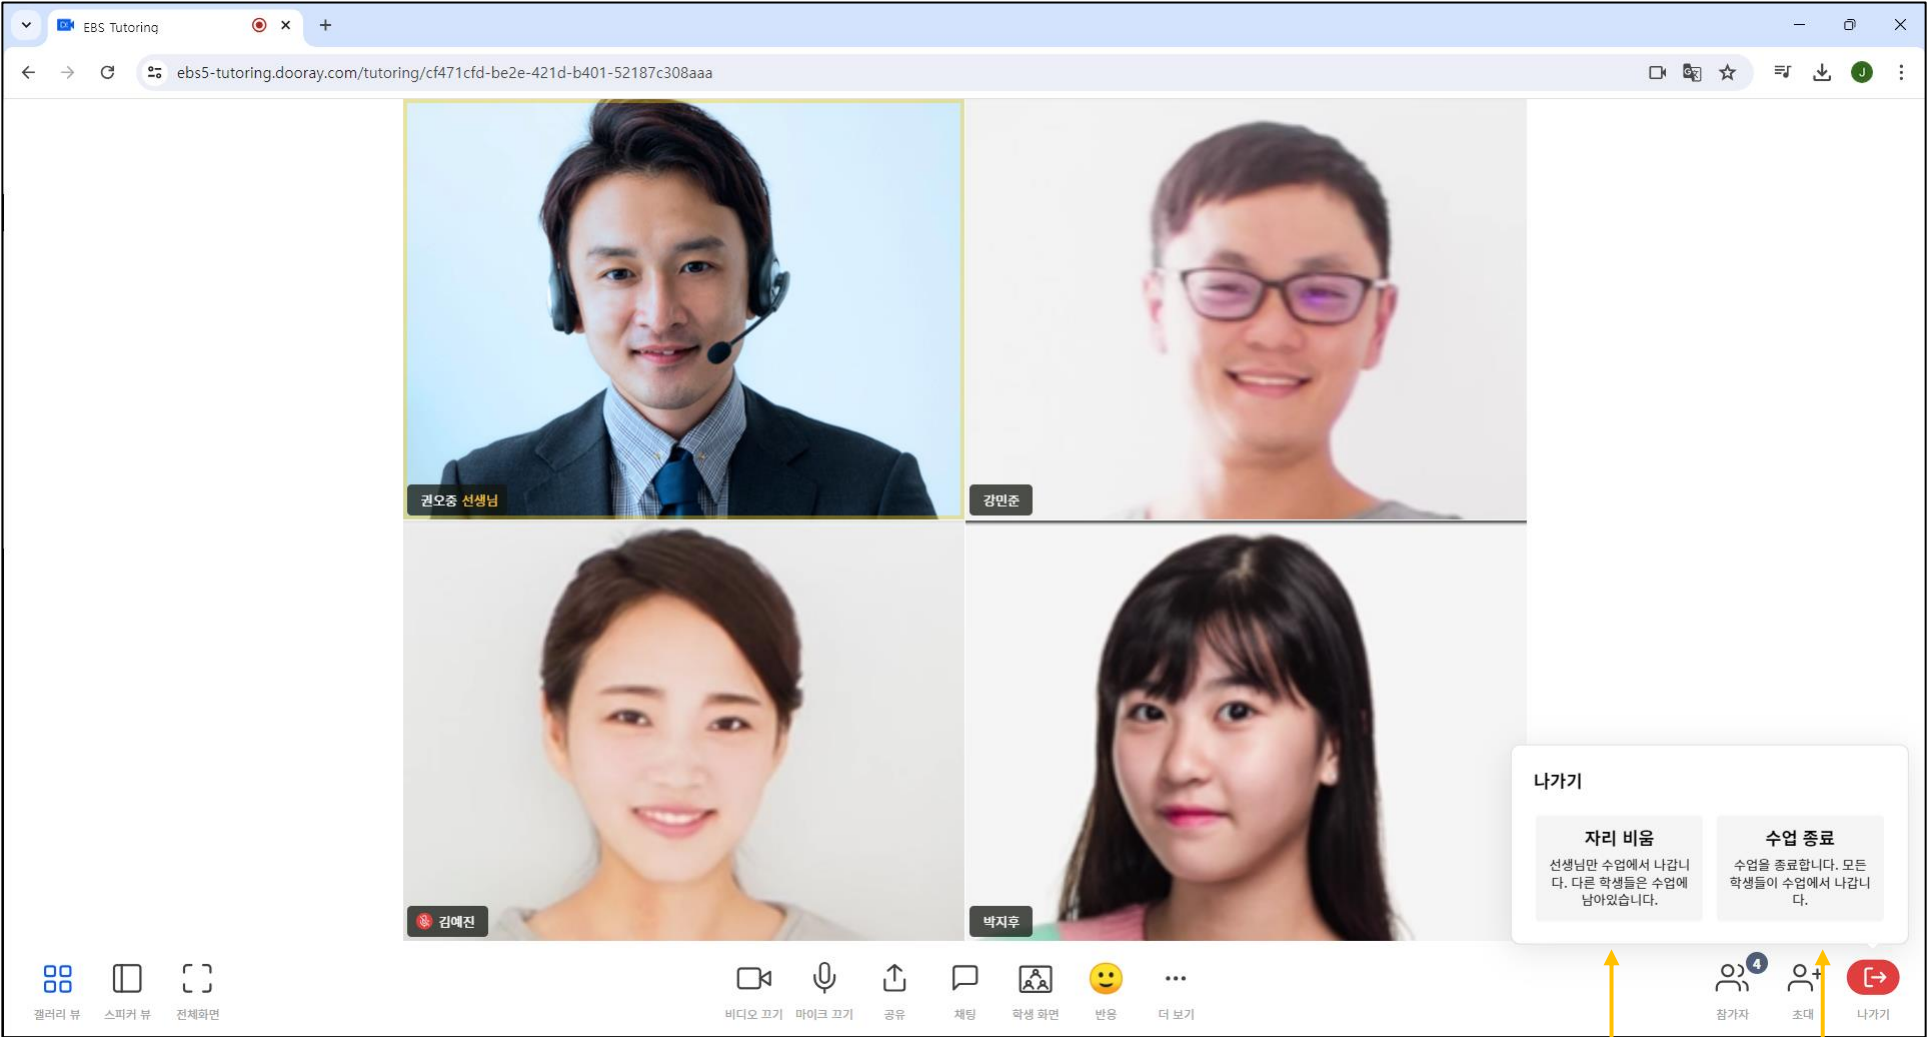 EBS Tutoring
ebs5-tutoring.dooray.com/tutoring/cf471cfd-be2e-421d-b401-52187c308aaa
J
권오중 선생님
강민준
김예진
박지후
나가기
자리 비움
선생님만 수업에서 나갑니
다. 다른 학생들은 수업에
남아있습니다.
수업 종료
수업을 종료합니다. 모든
학생들이 수업에서 나갑니
다.
갤러리 뷰
스피커 뷰
전체화면
비디오 끄기
마이크 끄기
공유
채팅
학생 화면
반응
더 보기
4
참가자
초대
나가기